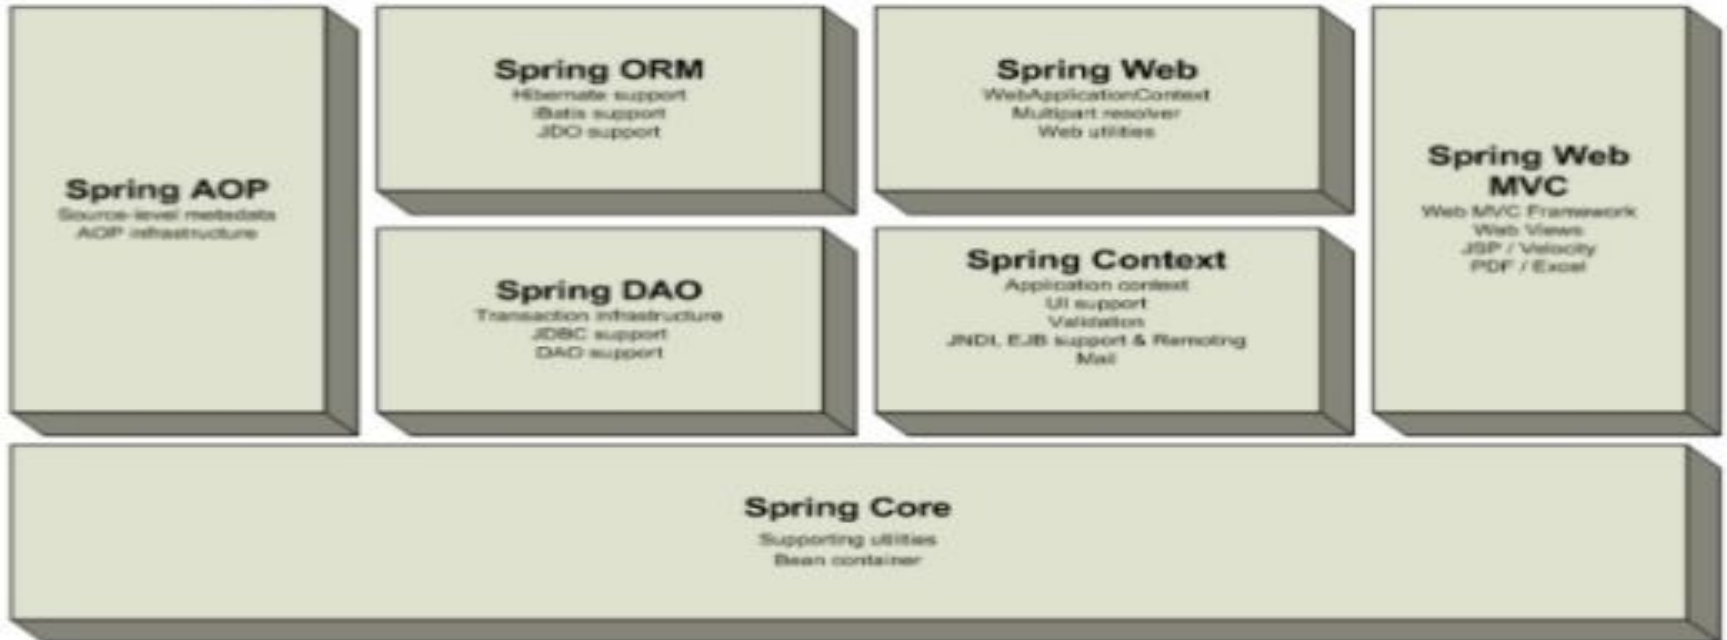 Spring AOP
Source-level metadata
AOP infrastructure
Spring ORM
Hibernate support
iBatis support
JDO support
Spring DAO
Transaction infrastructure
JDBC support
DAO support
Spring Web
WebApplicationContext
Multipart resolver
Web utilities
Spring Context
Application context
UI support
Validation
JNDI, EJB support & Remoting
Mail
Spring Web
MVC
Web MVC Framework
Web Views
JSP / Velocity
PDF / Excel
Spring Core
Supporting utilities
Bean container